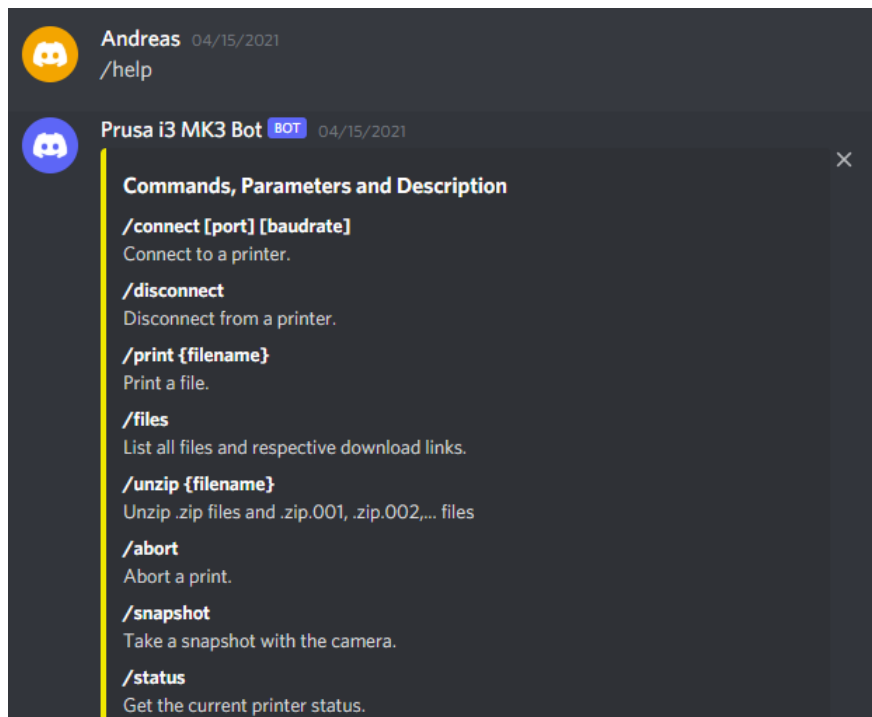 Andreas 04/15/2021
/help
Prusa i3 MK3 Bot BOT 04/15/2021
Commands, Parameters and Description
/connect [port] [baudrate]
Connect to a printer.
/disconnect
Disconnect from a printer.
/print {filename}
Print a file.
/files
List all files and respective download links.
/unzip {filename}
Unzip .zip files and .zip.001, .zip.002,... files
/abort
Abort a print.
/snapshot
Take a snapshot with the camera.
/status
Get the current printer status.